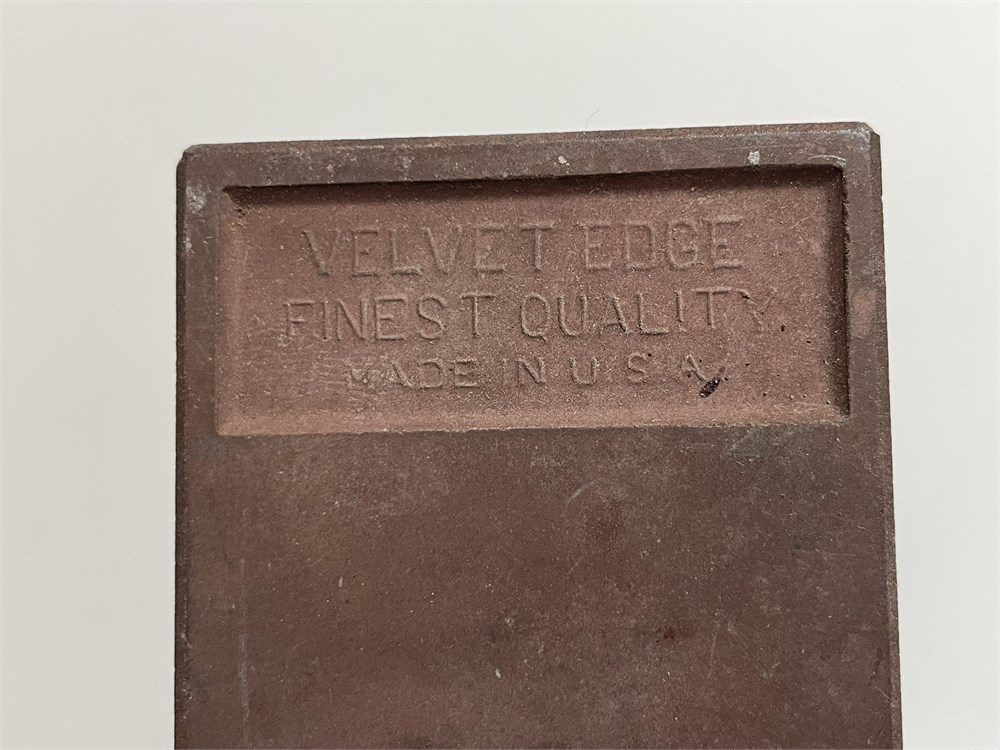 VELVET EDGE
FINEST QUALITY
MADE IN U.S.A.